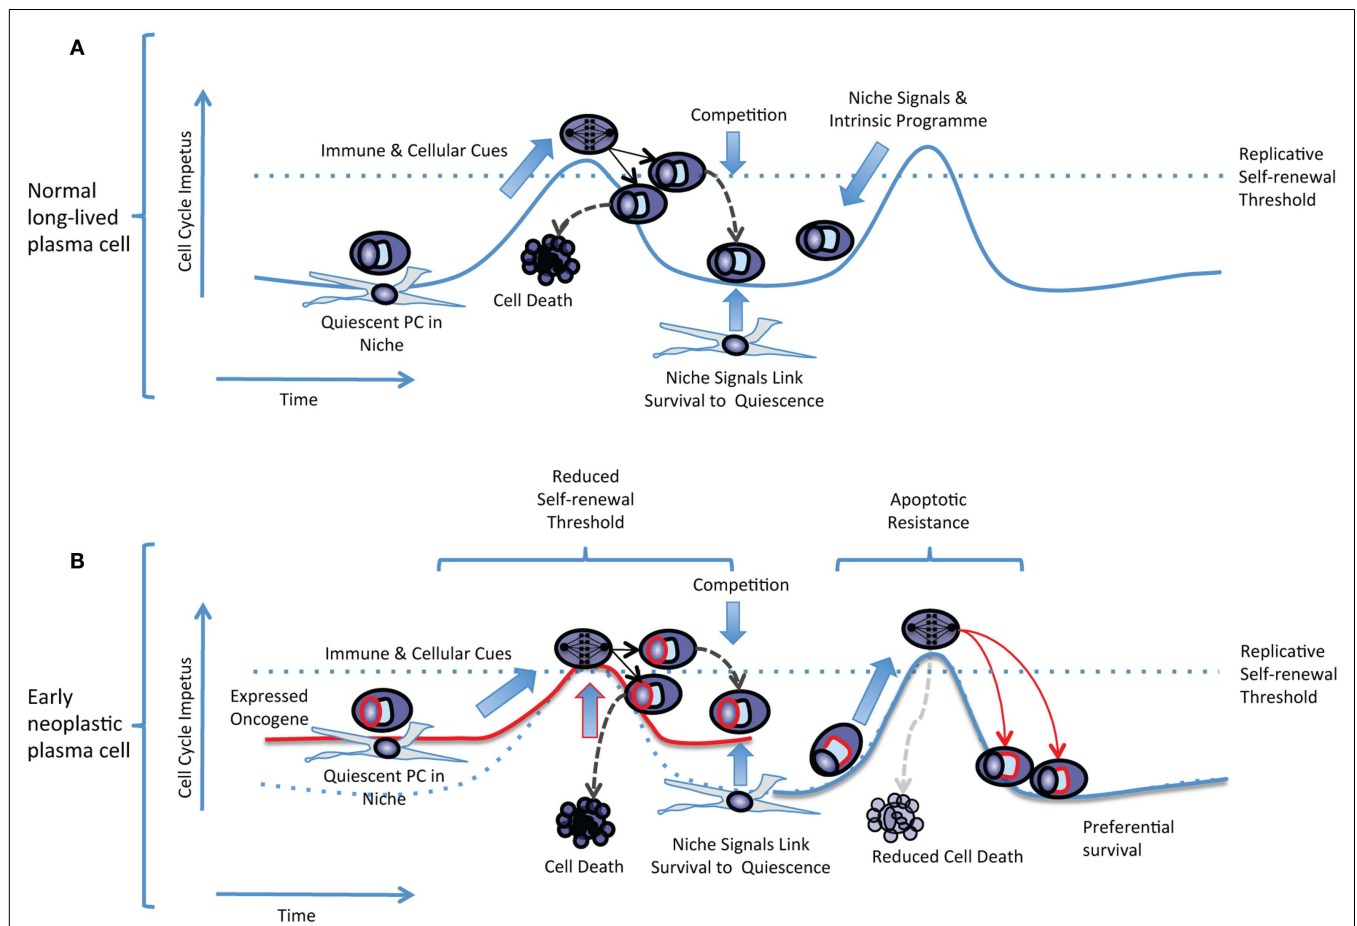 A
Normal
long-lived
plasma cell
Cell Cycle Impetus
Immune & Cellular Cues
Competition
Niche Signals &
Intrinsic Programme
Replicative
Self-renewal
Threshold
Quiescent PC in
Niche
Cell Death
Niche Signals Link
Survival to Quiescence
Time
B
Early
neoplastic
plasma cell
Cell Cycle Impetus
Reduced
Self-renewal
Threshold
Apoptotic
Resistance
Competition
Immune & Cellular Cues
Expressed
Oncogene
Replicative
Self-renewal
Threshold
Quiescent PC in
Niche
Cell Death
Niche Signals Link
Survival to Quiescence
Reduced Cell Death
Preferential
survival
Time